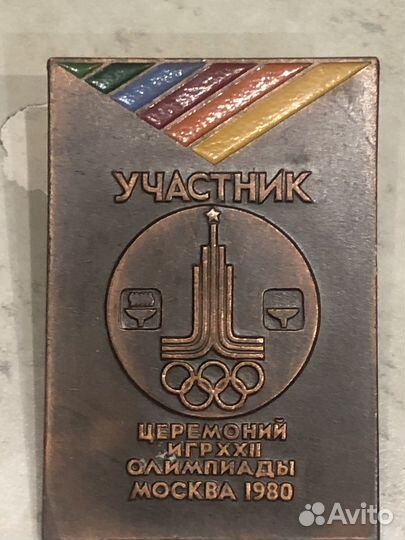 УЧАСТНИК
ЦЕРЕМОНИЙ
ИГР XXII
ОЛИМПИАДЫ
МОСКВА 1980
Avito